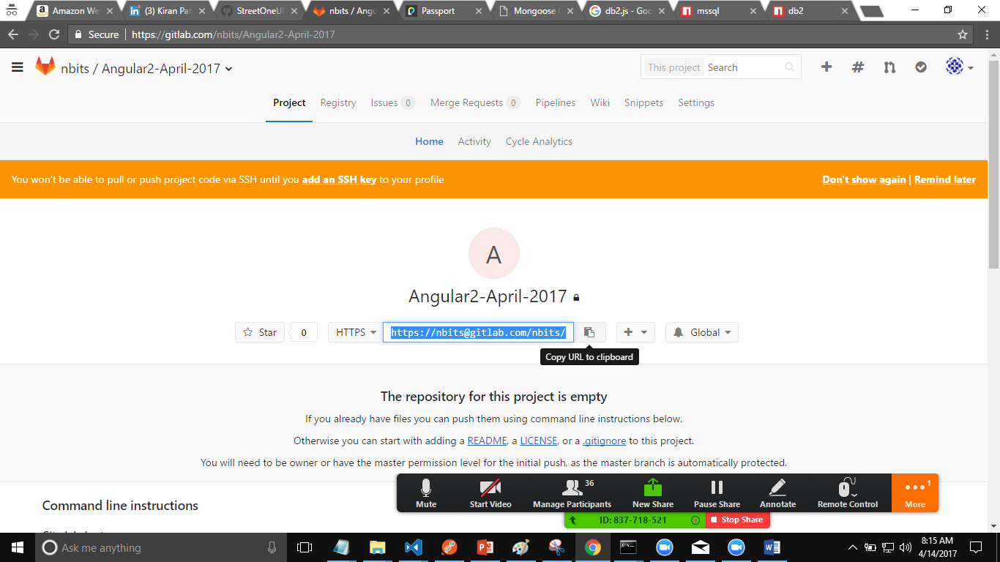 Amazon We
(3) Kiran Pat
StreetOneU
nbits / Angu
Passport
Mongoose
db2.js - Goo
mssql
db2
Secure https://gitlab.com/nbits/Angular2-April-2017
nbits / Angular2-April-2017
This project Search
Project Registry Issues 0 Merge Requests 0 Pipelines Wiki Snippets Settings
Home Activity Cycle Analytics
You won't be able to pull or push project code via SSH until you add an SSH key to your profile
Don't show again | Remind later
A
Angular2-April-2017
Star 0 HTTPS https://nbits@gitlab.com/nbits/ Global
Copy URL to clipboard
The repository for this project is empty
If you already have files you can push them using command line instructions below.
Otherwise you can start with adding a README, a LICENSE, or a .gitignore to this project.
You will need to be owner or have the master permission level for the initial push, as the master branch is automatically protected.
36 1
Mute Start Video Manage Participants New Share Pause Share Annotate Remote Control More
Command line instructions
ID: 837-718-521 Stop Share
Ask me anything
8:15 AM
4/14/2017